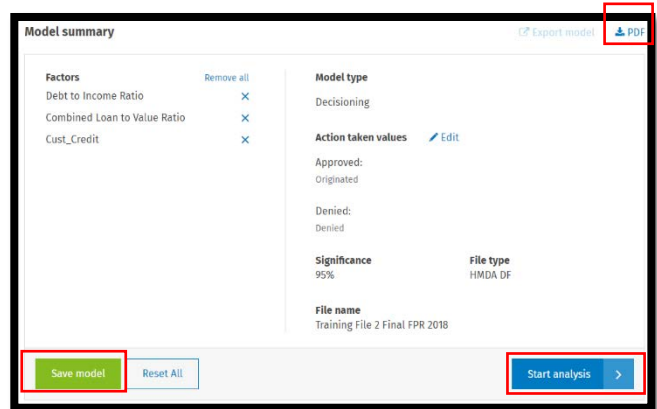 Model summary
Export model
PDF
Factors
Remove all
Debt to Income Ratio
Combined Loan to Value Ratio
Cust_Credit
Model type
Decisioning
Action taken values
Edit
Approved:
Originated
Denied:
Denied
Significance
File type
95%
HMDA DF
File name
Training File 2 Final FPR 2018
Save model
Reset All
Start analysis